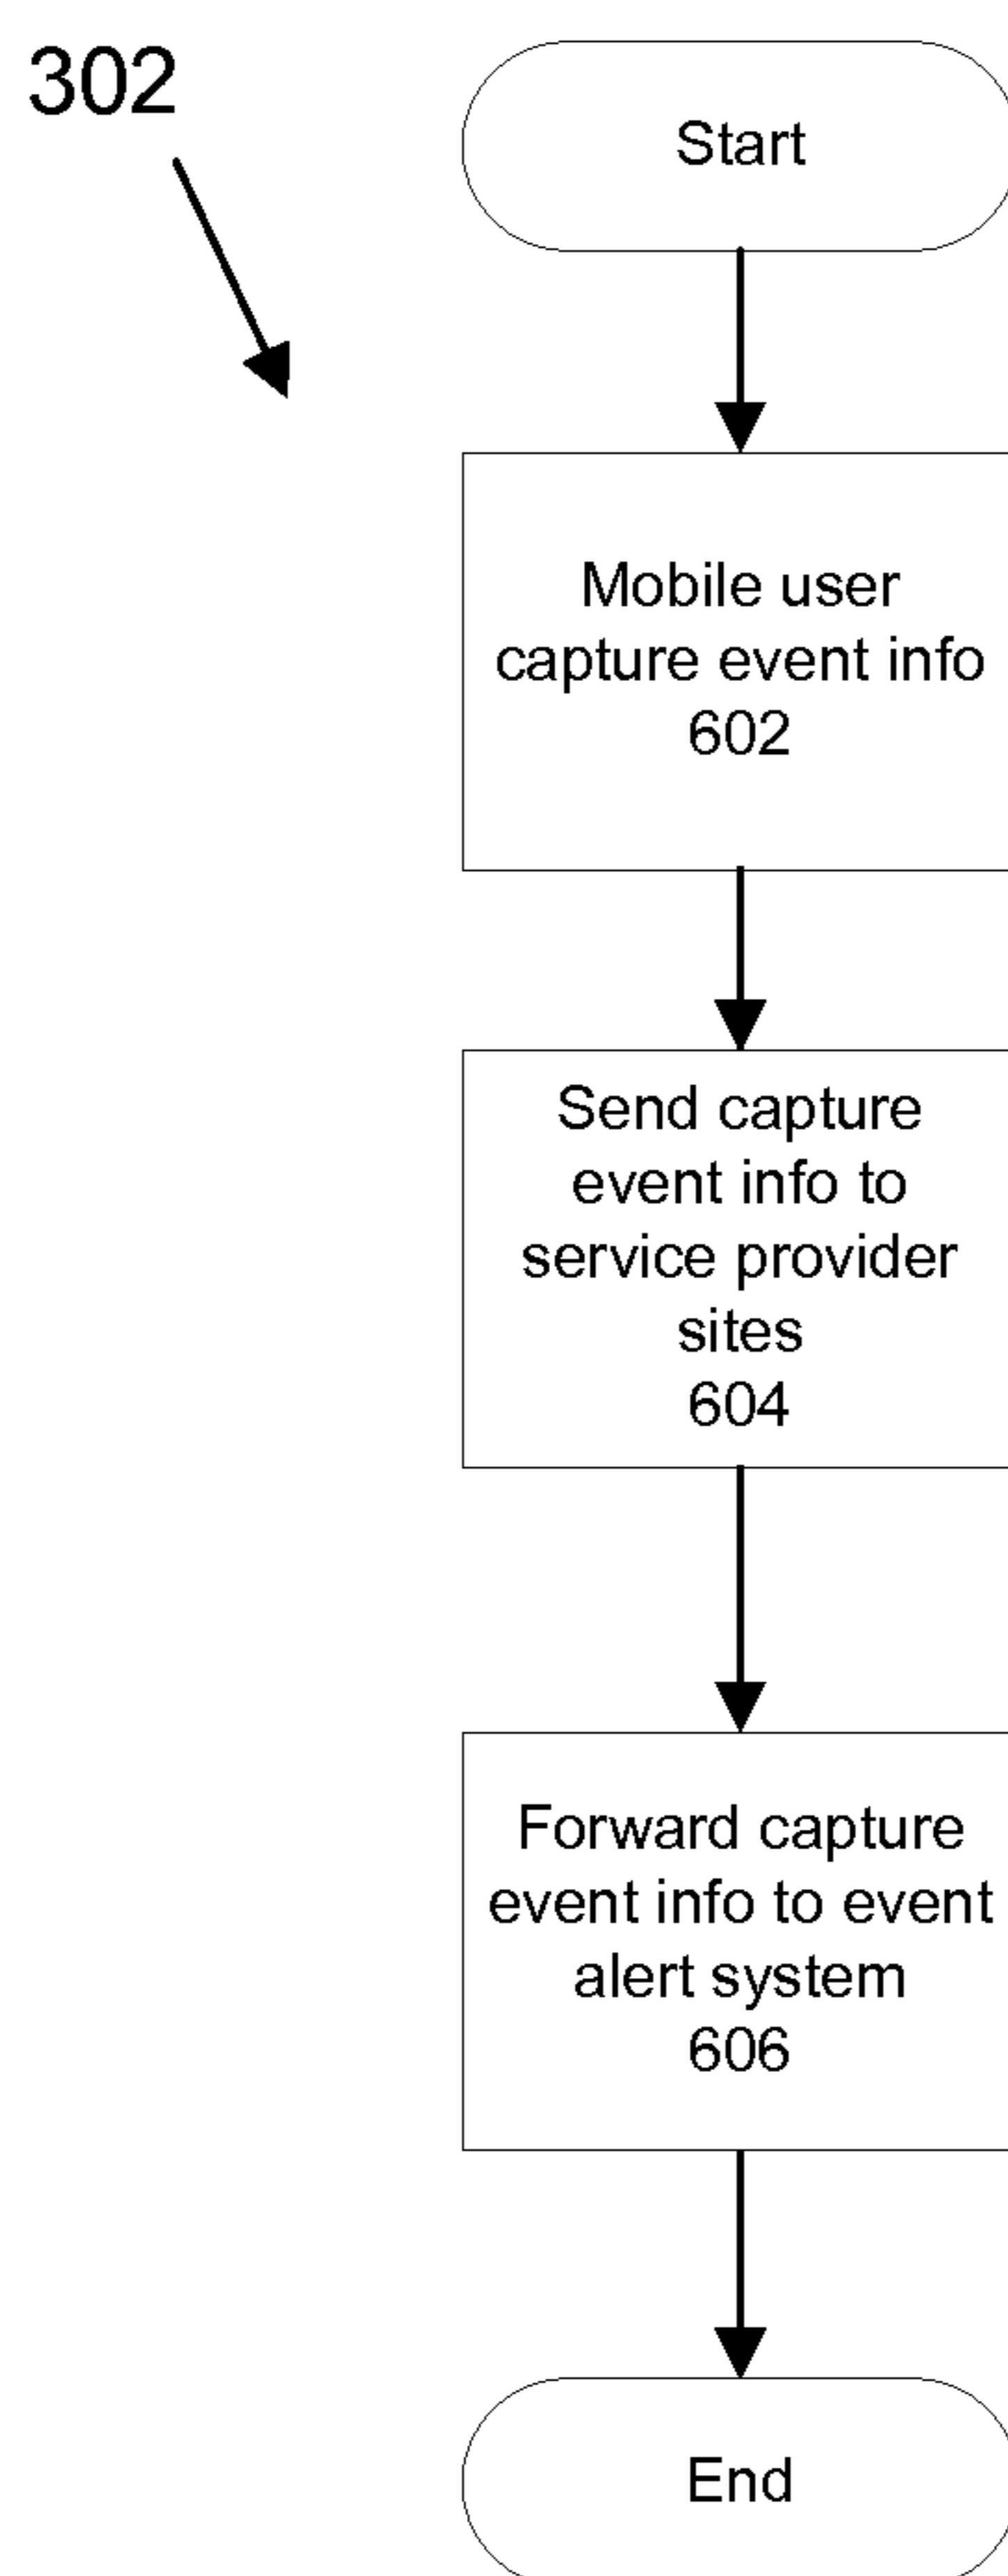 302
Start
Mobile user
capture event info
602
Send capture
event info to
service provider
sites
604
Forward capture
event info to event
alert system
606
End